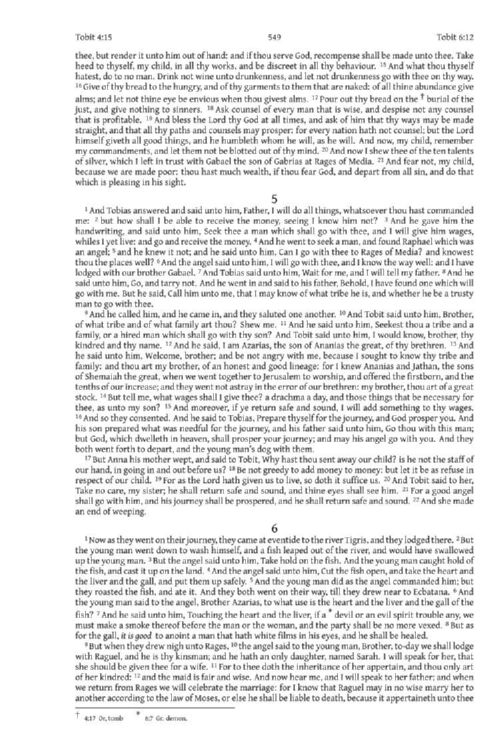 Tobit 4:15 549 Tobit 6:12
thee, but render it unto him out of hand: and if thou serve God, recompense shall be made unto thee. Take
heed to thyself, my child, in all thy works, and be discreet in all thy behaviour. 15 And what thou thyself
hatest, do to no man. Drink not wine unto drunkenness, and let not drunkenness go with thee on thy way.
16 Give of thy bread to the hungry, and of thy garments to them that are naked: of all thine abundance give
alms; and let not thine eye be envious when thou givest alms. 17 Pour out thy bread on the † burial of the
just, and give nothing to sinners. 18 Ask counsel of every man that is wise, and despise not any counsel
that is profitable. 19 And bless the Lord thy God at all times, and ask of him that thy ways may be made
straight, and that all thy paths and counsels may prosper: for every nation hath not counsel; but the Lord
himself giveth all good things, and he humbleth whom he will, as he will. And now, my child, remember
my commandments, and let them not be blotted out of thy mind. 20 And now I shew thee of the ten talents
of silver, which I left in trust with Gabael the son of Gabrias at Rages of Media. 21 And fear not, my child,
because we are made poor: thou hast much wealth, if thou fear God, and depart from all sin, and do that
which is pleasing in his sight.
5
1 And Tobias answered and said unto him, Father, I will do all things, whatsoever thou hast commanded
me: 2 but how shall I be able to receive the money, seeing I know him not? 3 And he gave him the
handwriting, and said unto him, Seek thee a man which shall go with thee, and I will give him wages,
whiles I yet live: and go and receive the money. 4 And he went to seek a man, and found Raphael which was
an angel; 5 and he knew it not; and he said unto him, Can I go with thee to Rages of Media? and knowest
thou the places well? 6 And the angel said unto him, I will go with thee, and I know the way well: and I have
lodged with our brother Gabael. 7 And Tobias said unto him, Wait for me, and I will tell my father. 8 And he
said unto him, Go, and tarry not. And he went in and said to his father, Behold, I have found one which will
go with me. But he said, Call him unto me, that I may know of what tribe he is, and whether he be a trusty
man to go with thee.
9 And he called him, and he came in, and they saluted one another. 10 And Tobit said unto him, Brother,
of what tribe and of what family art thou? Shew me. 11 And he said unto him, Seekest thou a tribe and a
family, or a hired man which shall go with thy son? And Tobit said unto him, I would know, brother, thy
kindred and thy name. 12 And he said, I am Azarias, the son of Ananias the great, of thy brethren. 13 And
he said unto him, Welcome, brother; and be not angry with me, because I sought to know thy tribe and
family: and thou art my brother, of an honest and good lineage: for I knew Ananias and Jathan, the sons
of Shemaiah the great, when we went together to Jerusalem to worship, and offered the firstborn, and the
tenths of our increase; and they went not astray in the error of our brethren: my brother, thou art of a great
stock. 14 But tell me, what wages shall I give thee? a drachma a day, and those things that be necessary for
thee, as unto my son? 15 And moreover, if ye return safe and sound, I will add something to thy wages.
16 And so they consented. And he said to Tobias, Prepare thyself for the journey, and God prosper you. And
his son prepared what was needful for the journey, and his father said unto him, Go thou with this man;
but God, which dwelleth in heaven, shall prosper your journey; and may his angel go with you. And they
both went forth to depart, and the young man's dog with them.
17 But Anna his mother wept, and said to Tobit, Why hast thou sent away our child? is he not the staff of
our hand, in going in and out before us? 18 Be not greedy to add money to money: but let it be as refuse in
respect of our child. 19 For as the Lord hath given us to live, so doth it suffice us. 20 And Tobit said to her,
Take no care, my sister; he shall return safe and sound, and thine eyes shall see him. 21 For a good angel
shall go with him, and his journey shall be prospered, and he shall return safe and sound. 22 And she made
an end of weeping.
6
1 Now as they went on their journey, they came at eventide to the river Tigris, and they lodged there. 2 But
the young man went down to wash himself, and a fish leaped out of the river, and would have swallowed
up the young man. 3 But the angel said unto him, Take hold on the fish. And the young man caught hold of
the fish, and cast it up on the land. 4 And the angel said unto him, Cut the fish open, and take the heart and
the liver and the gall, and put them up safely. 5 And the young man did as the angel commanded him; but
they roasted the fish, and ate it. And they both went on their way, till they drew near to Ecbatana. 6 And
the young man said to the angel, Brother Azarias, to what use is the heart and the liver and the gall of the
fish? 7 And he said unto him, Touching the heart and the liver, if a * devil or an evil spirit trouble any, we
must make a smoke thereof before the man or the woman, and the party shall be no more vexed. 8 But as
for the gall, it is good to anoint a man that hath white films in his eyes, and he shall be healed.
9 But when they drew nigh unto Rages, 10 the angel said to the young man, Brother, to-day we shall lodge
with Raguel, and he is thy kinsman; and he hath an only daughter, named Sarah. I will speak for her, that
she should be given thee for a wife. 11 For to thee doth the inheritance of her appertain, and thou only art
of her kindred: 12 and the maid is fair and wise. And now hear me, and I will speak to her father; and when
we return from Rages we will celebrate the marriage: for I know that Raguel may in no wise marry her to
another according to the law of Moses, or else he shall be liable to death, because it appertaineth unto thee
† 4:17 Or, tomb * 6:7 Gr. demon.